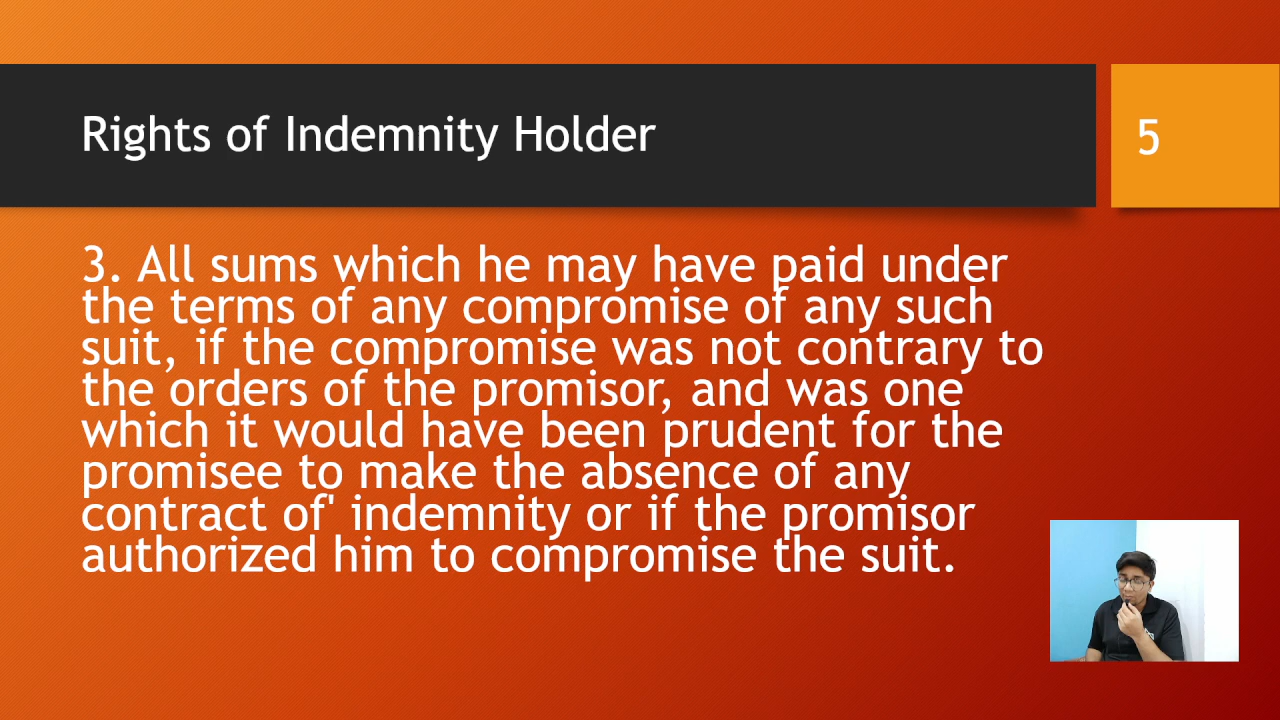 Rights of Indemnity Holder
5
3. All sums which he may have paid under
the terms of any compromise of any such
suit, if the compromise was not contrary to
the orders of the promisor, and was one
which it would have been prudent for the
promisee to make the absence of any
contract of' indemnity or if the promisor
authorized him to compromise the suit.